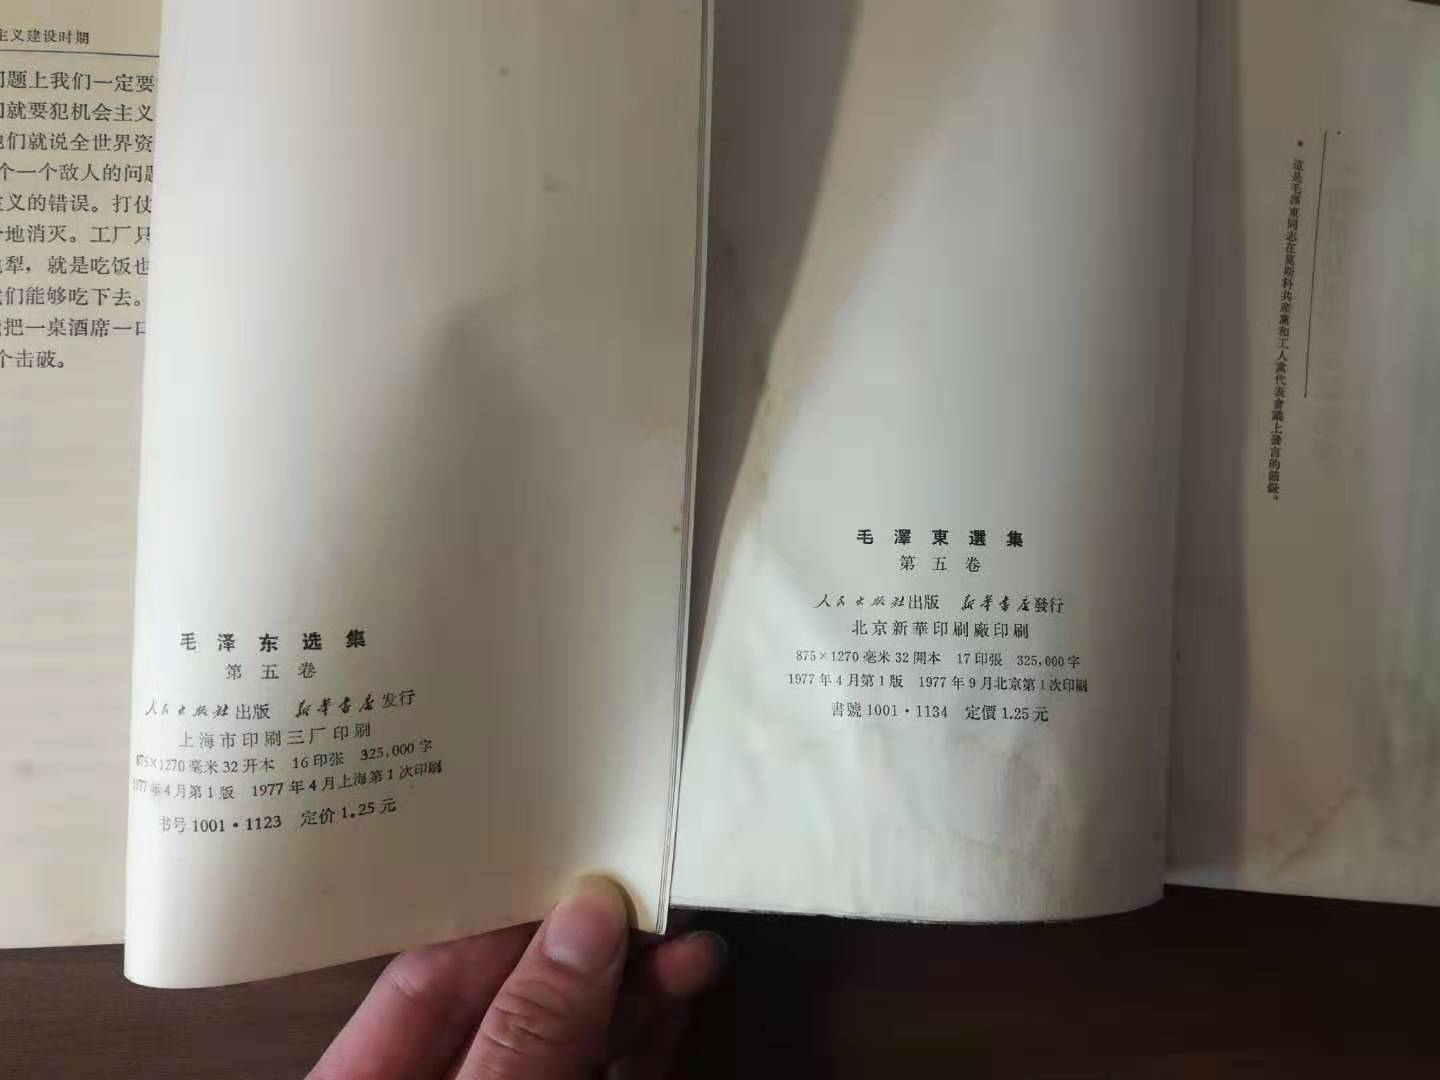 主义建设时期
问题上我们一定要
们就要犯机会主义
他们就说全世界资
个一个敌人的问题
主义的错误。打仗
地消灭。工厂只
犁，就是吃饭也
我们能够吃下去。
把一桌酒席一口
个击破。
毛泽东选集
第五卷
人民出版社出版 新华书店发行
上海市印刷三厂印刷
875×1270毫米32开本 16印张 325,000字
1977年4月第1版 1977年4月上海第1次印刷
书号1001·1123 定价1.25元
毛澤東選集
第五卷
人民出版社出版 新華書店發行
北京新華印刷廠印刷
875×1270毫米32開本 17印張 325,000字
1977年4月第1版 1977年9月北京第1次印刷
書號1001·1134 定價1.25元
* 這是毛澤東同志在莫斯科共產黨和工人黨代表會議上發言的節錄。